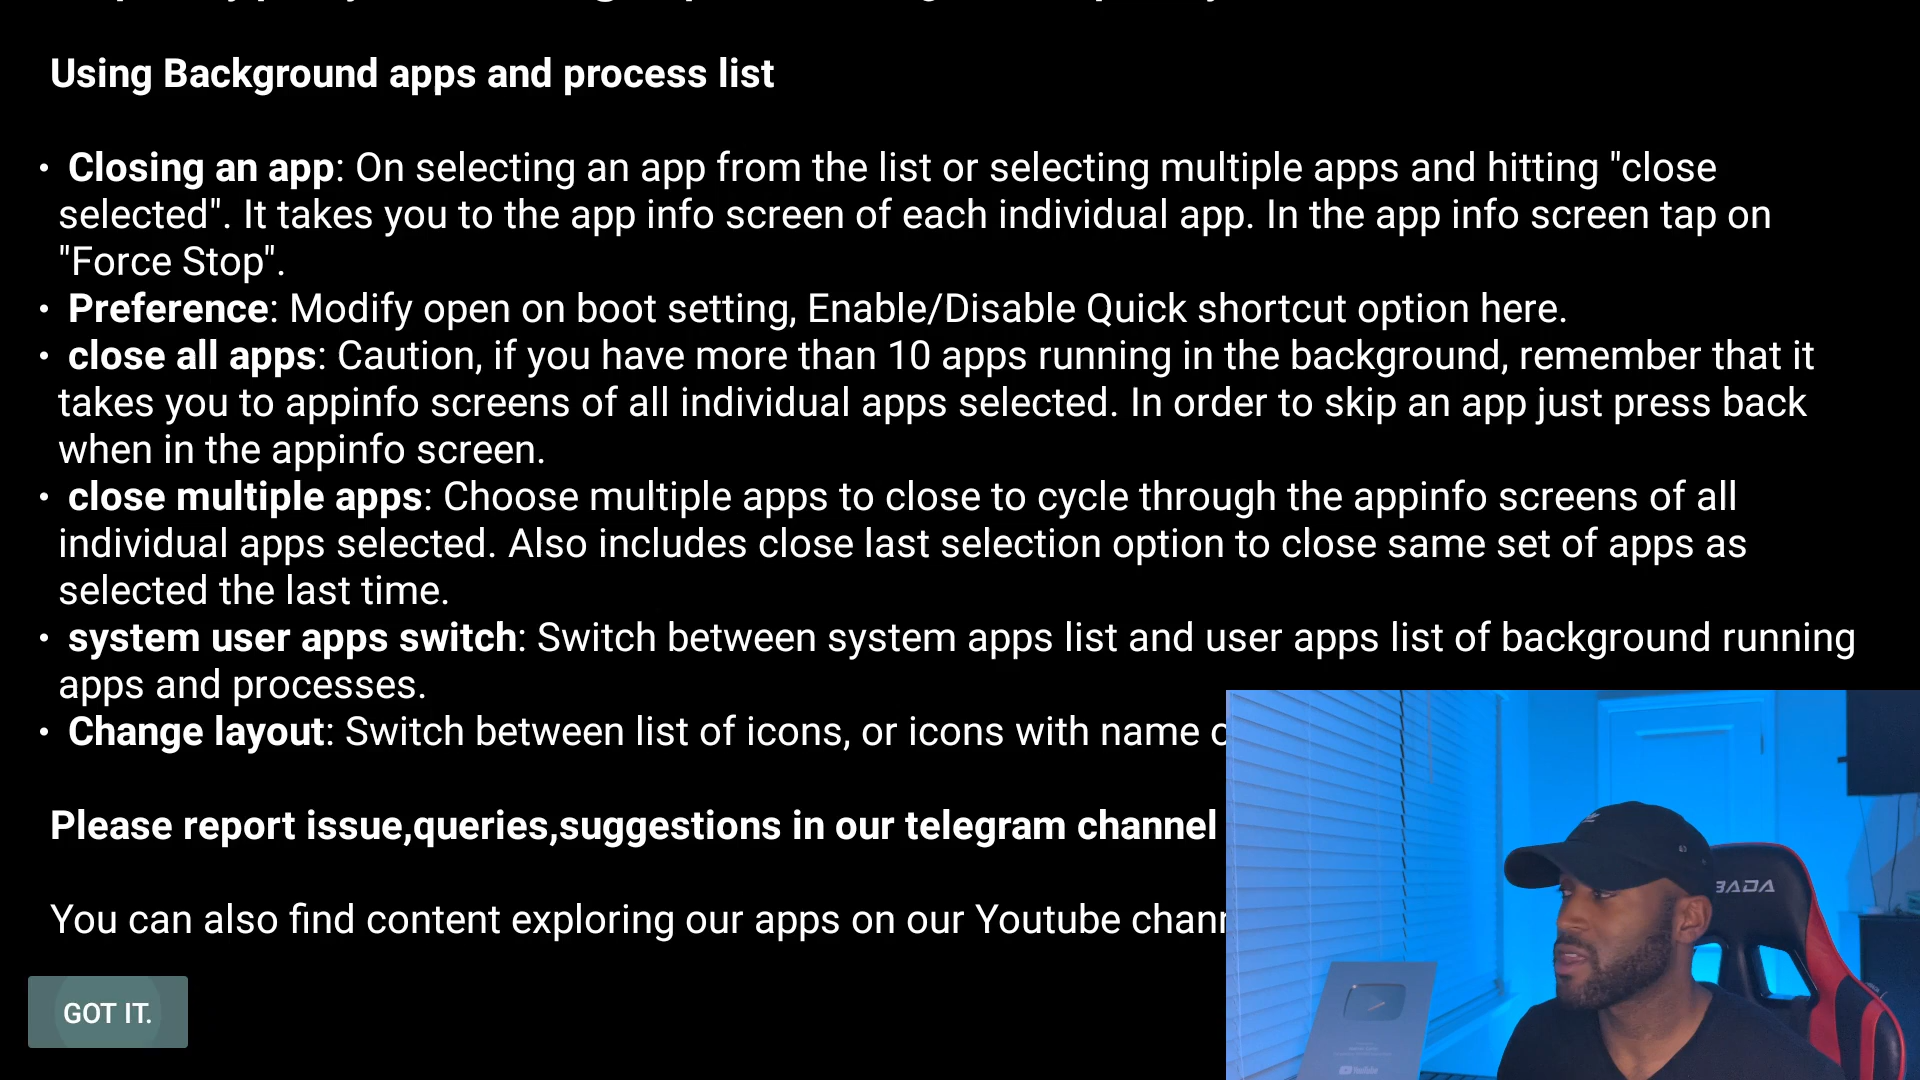 Using Background apps and process list
• Closing an app: On selecting an app from the list or selecting multiple apps and hitting "close
selected". It takes you to the app info screen of each individual app. In the app info screen tap on
"Force Stop".
• Preference: Modify open on boot setting, Enable/Disable Quick shortcut option here.
• close all apps: Caution, if you have more than 10 apps running in the background, remember that it
takes you to appinfo screens of all individual apps selected. In order to skip an app just press back
when in the appinfo screen.
• close multiple apps: Choose multiple apps to close to cycle through the appinfo screens of all
individual apps selected. Also includes close last selection option to close same set of apps as
selected the last time.
• system user apps switch: Switch between system apps list and user apps list of background running
apps and processes.
• Change layout: Switch between list of icons, or icons with name
Please report issue,queries,suggestions in our telegram channel
You can also find content exploring our apps on our Youtube
GOT IT.
YouTube